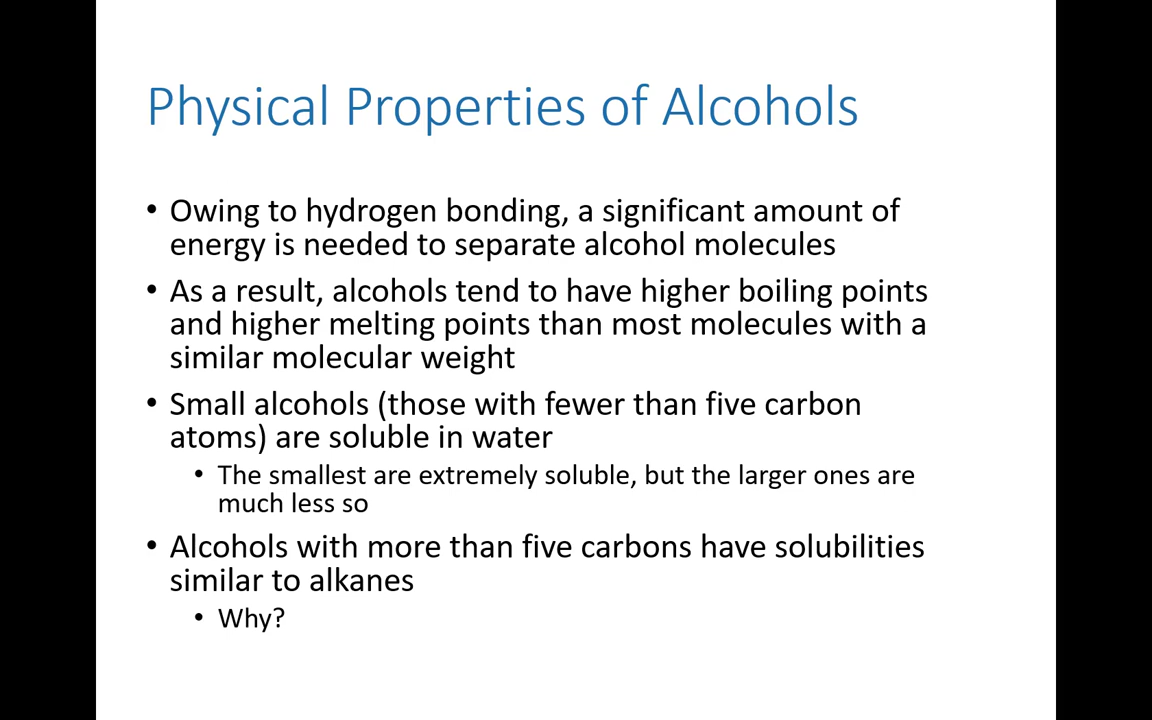 Physical Properties of Alcohols
• Owing to hydrogen bonding, a significant amount of
energy is needed to separate alcohol molecules
• As a result, alcohols tend to have higher boiling points
and higher melting points than most molecules with a
similar molecular weight
• Small alcohols (those with fewer than five carbon
atoms) are soluble in water
• The smallest are extremely soluble, but the larger ones are
much less so
• Alcohols with more than five carbons have solubilities
similar to alkanes
• Why?